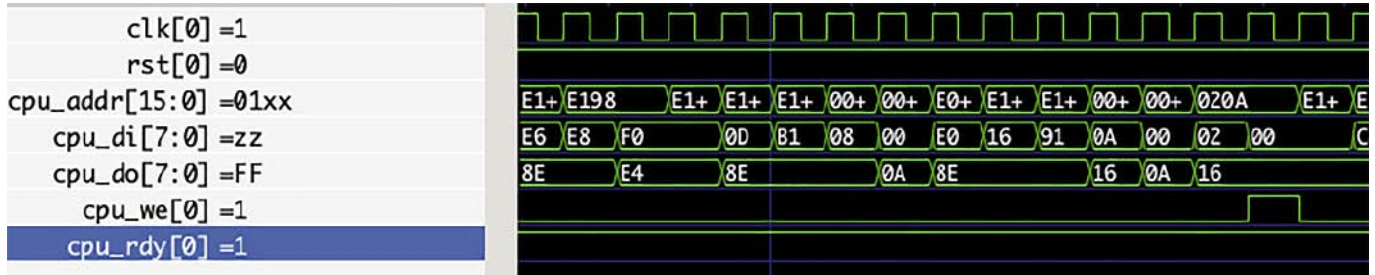 clk[0] =1
rst[0] =0
cpu_addr[15:0] =01xx E1+ E198 E1+ E1+ E1+ 00+ 00+ E0+ E1+ E1+ 00+ 00+ 020A E1+ E
cpu_di[7:0] =zz E6 E8 F0 0D B1 08 00 E0 16 91 0A 00 02 00 C
cpu_do[7:0] =FF 8E E4 8E 0A 8E 16 0A 16
cpu_we[0] =1
cpu_rdy[0] =1